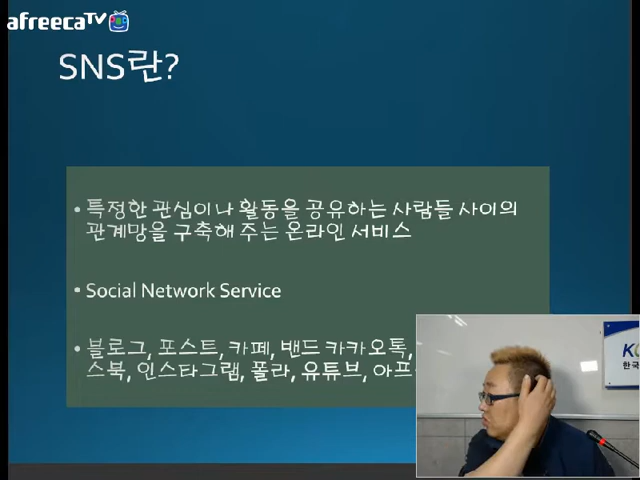 afreecaTV
SNS란?
• 특정한 관심이나 활동을 공유하는 사람들 사이의
관계망을 구축해 주는 온라인 서비스
• Social Network Service
• 블로그, 포스트, 카페, 밴드 카카오톡,
스북, 인스타그램, 폴라, 유튜브, 아프
한국